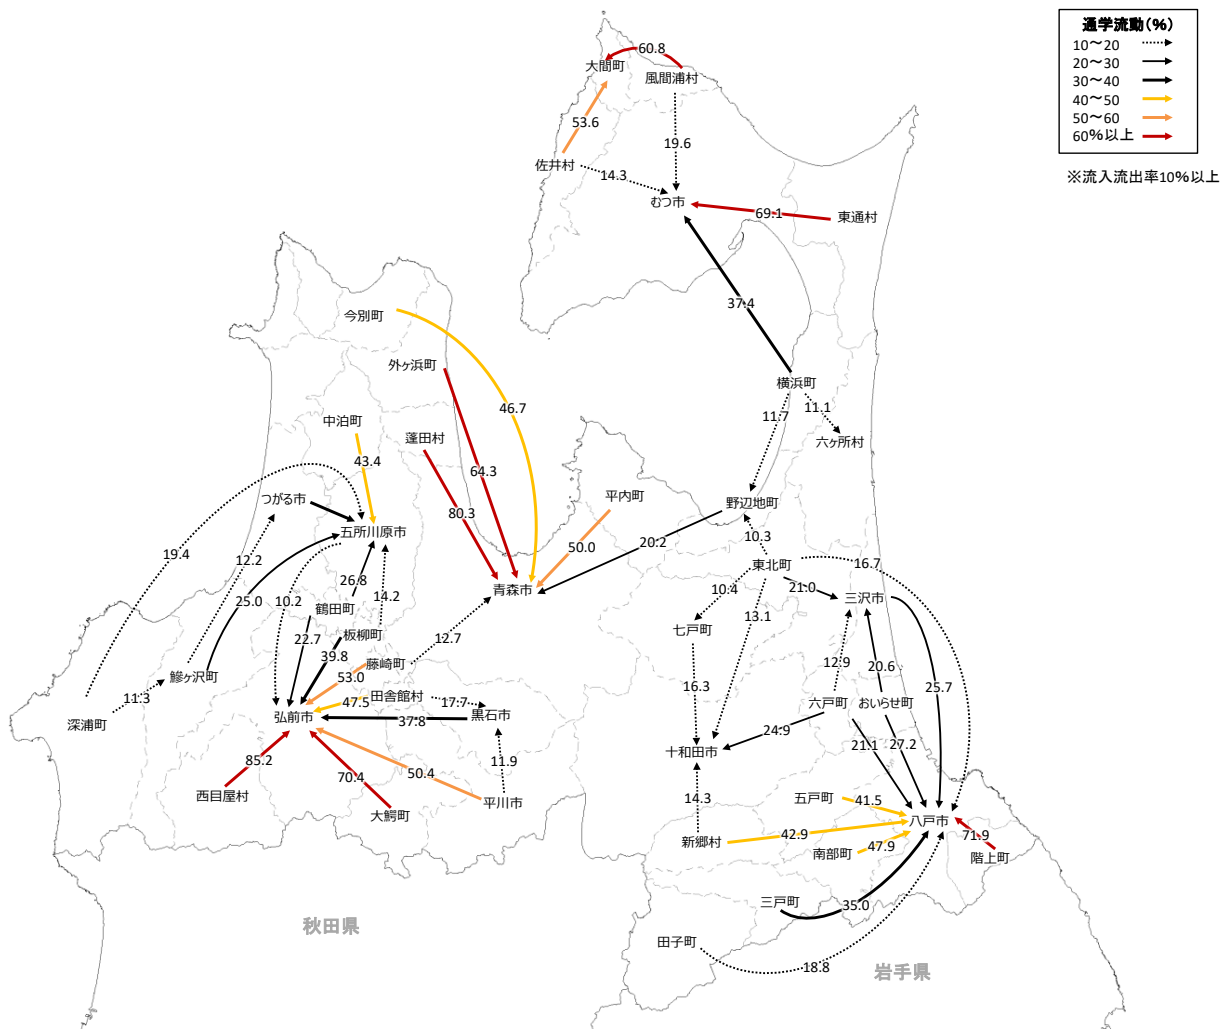 通学流動(%)
10～20
20～30
30～40
40～50
50～60
60%以上
※流入流出率10%以上
60.8
大間町
風間浦村
53.6
19.6
佐井村
14.3
むつ市
69.1
東通村
37.4
今別町
外ヶ浜町
横浜町
46.7
11.7
11.1
中泊町
蓬田村
六ヶ所村
43.4
64.3
つがる市
平内町
野辺地町
80.3
五所川原市
20.2
10.3
50.0
19.4
12.2
東北町
16.7
26.8
青森市
10.4
21.0
25.0
10.2
14.2
三沢市
鶴田町
13.1
七戸町
22.7
板柳町
12.7
39.8
藤崎町
12.9
20.6
鰺ヶ沢町
53.0
16.3
25.7
11.3
47.5
田舎館村
17.7
六戸町
おいらせ町
深浦町
弘前市
37.8
黒石市
24.9
21.1
27.2
十和田市
85.2
70.4
50.4
11.9
西目屋村
平川市
14.3
五戸町
41.5
大鰐町
八戸市
新郷村
42.9
71.9
南部町
47.9
階上町
三戸町
35.0
秋田県
田子町
18.8
岩手県